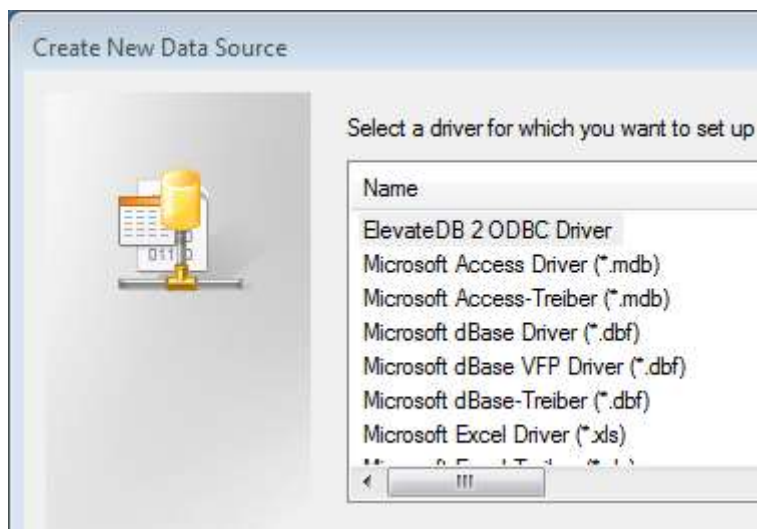 Create New Data Source
Select a driver for which you want to set up
Name
ElevateDB 2 ODBC Driver
Microsoft Access Driver (*.mdb)
Microsoft Access-Treiber (*.mdb)
Microsoft dBase Driver (*.dbf)
Microsoft dBase VFP Driver (*.dbf)
Microsoft dBase-Treiber (*.dbf)
Microsoft Excel Driver (*.xls)